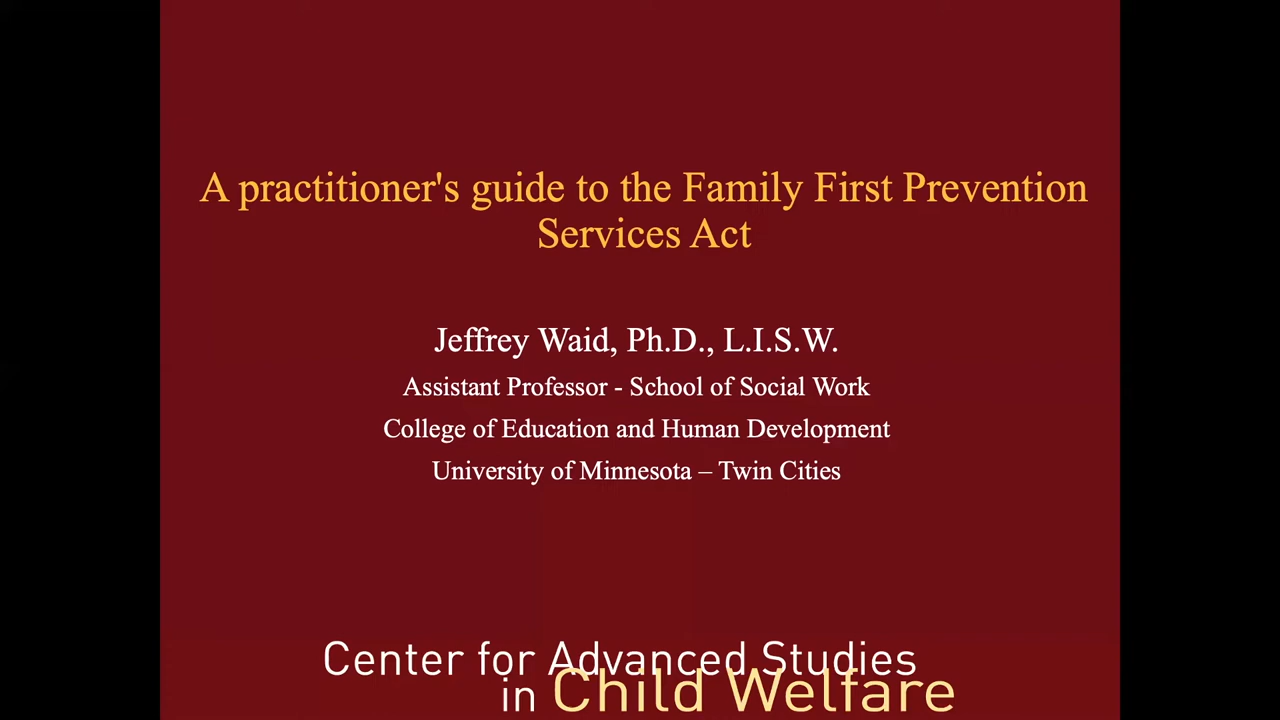 A practitioner's guide to the Family First Prevention
Services Act
Jeffrey Waid, Ph.D., L.I.S.W.
Assistant Professor - School of Social Work
College of Education and Human Development
University of Minnesota – Twin Cities
Center for Advanced Studies
in Child Welfare